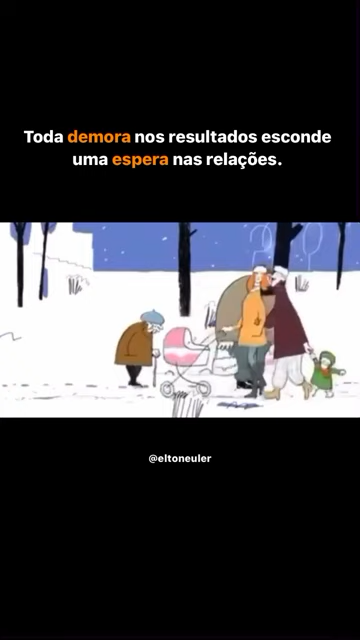 Toda demora nos resultados esconde
uma espera nas relações.
@eltoneuler